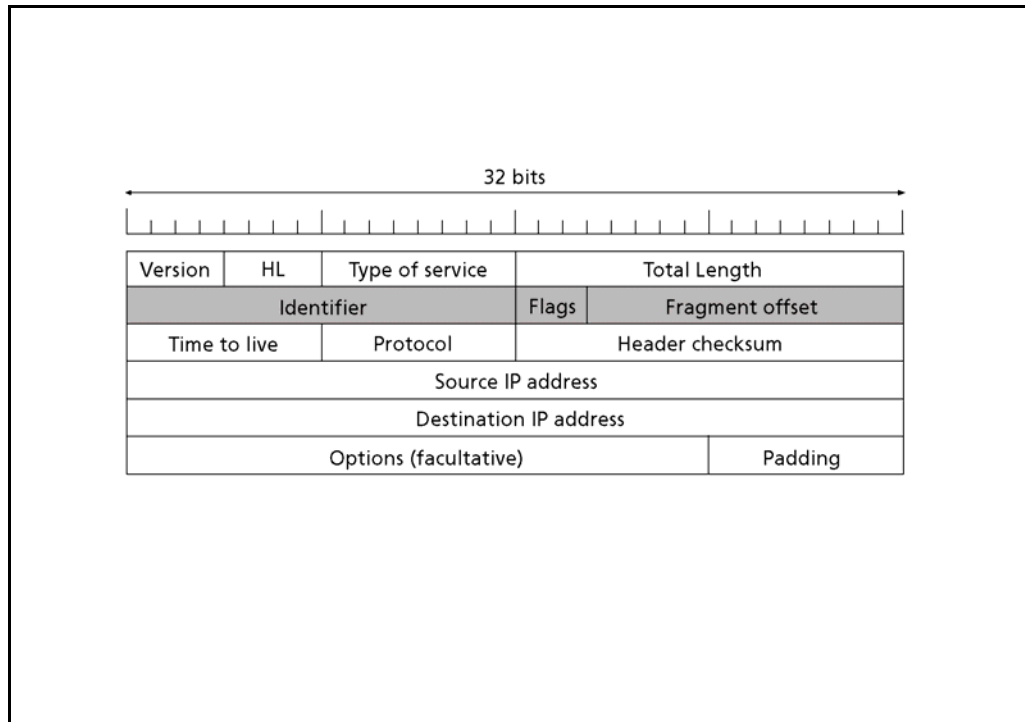 32 bits
Version HL Type of service Total Length
Identifier Flags Fragment offset
Time to live Protocol Header checksum
Source IP address
Destination IP address
Options (facultative) Padding